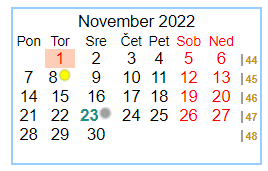 November 2022
Pon Tor Sre Čet Pet Sob Ned
1 2 3 4 5 6 |44
7 8 9 10 11 12 13 |45
14 15 16 17 18 19 20 |46
21 22 23 24 25 26 27 |47
28 29 30 |48